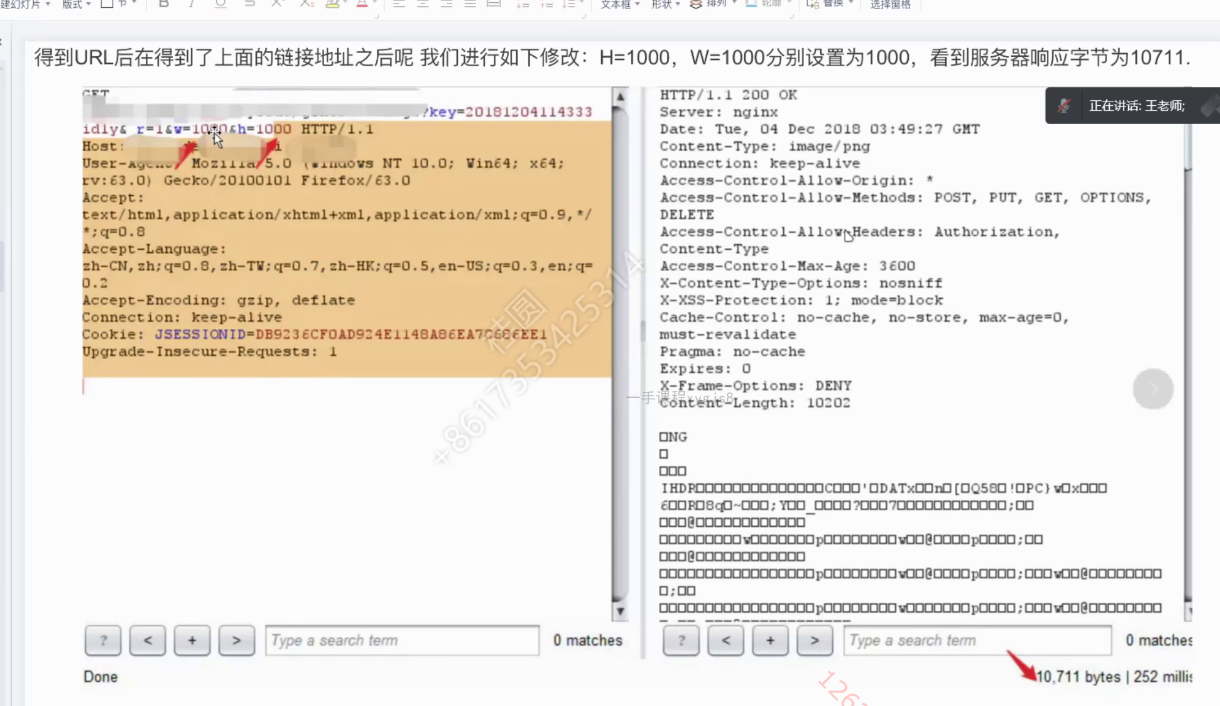 建幻灯片 版式 节 B I U S X² X₂ A 文本框 形状 排列 轮廓 替换 选择窗格
得到URL后在得到了上面的链接地址之后呢 我们进行如下修改：H=1000，W=1000分别设置为1000，看到服务器响应字节为10711.
正在讲话: 王老师;
GET
?key=20181204114333
idly& r=1&w=1000&h=1000 HTTP/1.1
Host:
User-Agent: Mozilla/5.0 (Windows NT 10.0; Win64; x64;
rv:63.0) Gecko/20100101 Firefox/63.0
Accept:
text/html,application/xhtml+xml,application/xml;q=0.9,*/
*;q=0.8
Accept-Language:
zh-CN,zh;q=0.8,zh-TW;q=0.7,zh-HK;q=0.5,en-US;q=0.3,en;q=
0.2
Accept-Encoding: gzip, deflate
Connection: keep-alive
Cookie: JSESSIONID=DB9236CF0AD924E1148A86EA7C686EE1
Upgrade-Insecure-Requests: 1
HTTP/1.1 200 OK
Server: nginx
Date: Tue, 04 Dec 2018 03:49:27 GMT
Content-Type: image/png
Connection: keep-alive
Access-Control-Allow-Origin: *
Access-Control-Allow-Methods: POST, PUT, GET, OPTIONS,
DELETE
Access-Control-Allow-Headers: Authorization,
Content-Type
Access-Control-Max-Age: 3600
X-Content-Type-Options: nosniff
X-XSS-Protection: 1; mode=block
Cache-Control: no-cache, no-store, max-age=0,
must-revalidate
Pragma: no-cache
Expires: 0
X-Frame-Options: DENY
Content-Length: 10202
NG
IHDR
桂圆
+8617353425314
? < + > Type a search term 0 matches
? < + > Type a search term 0 matches
Done
10,711 bytes | 252 millis